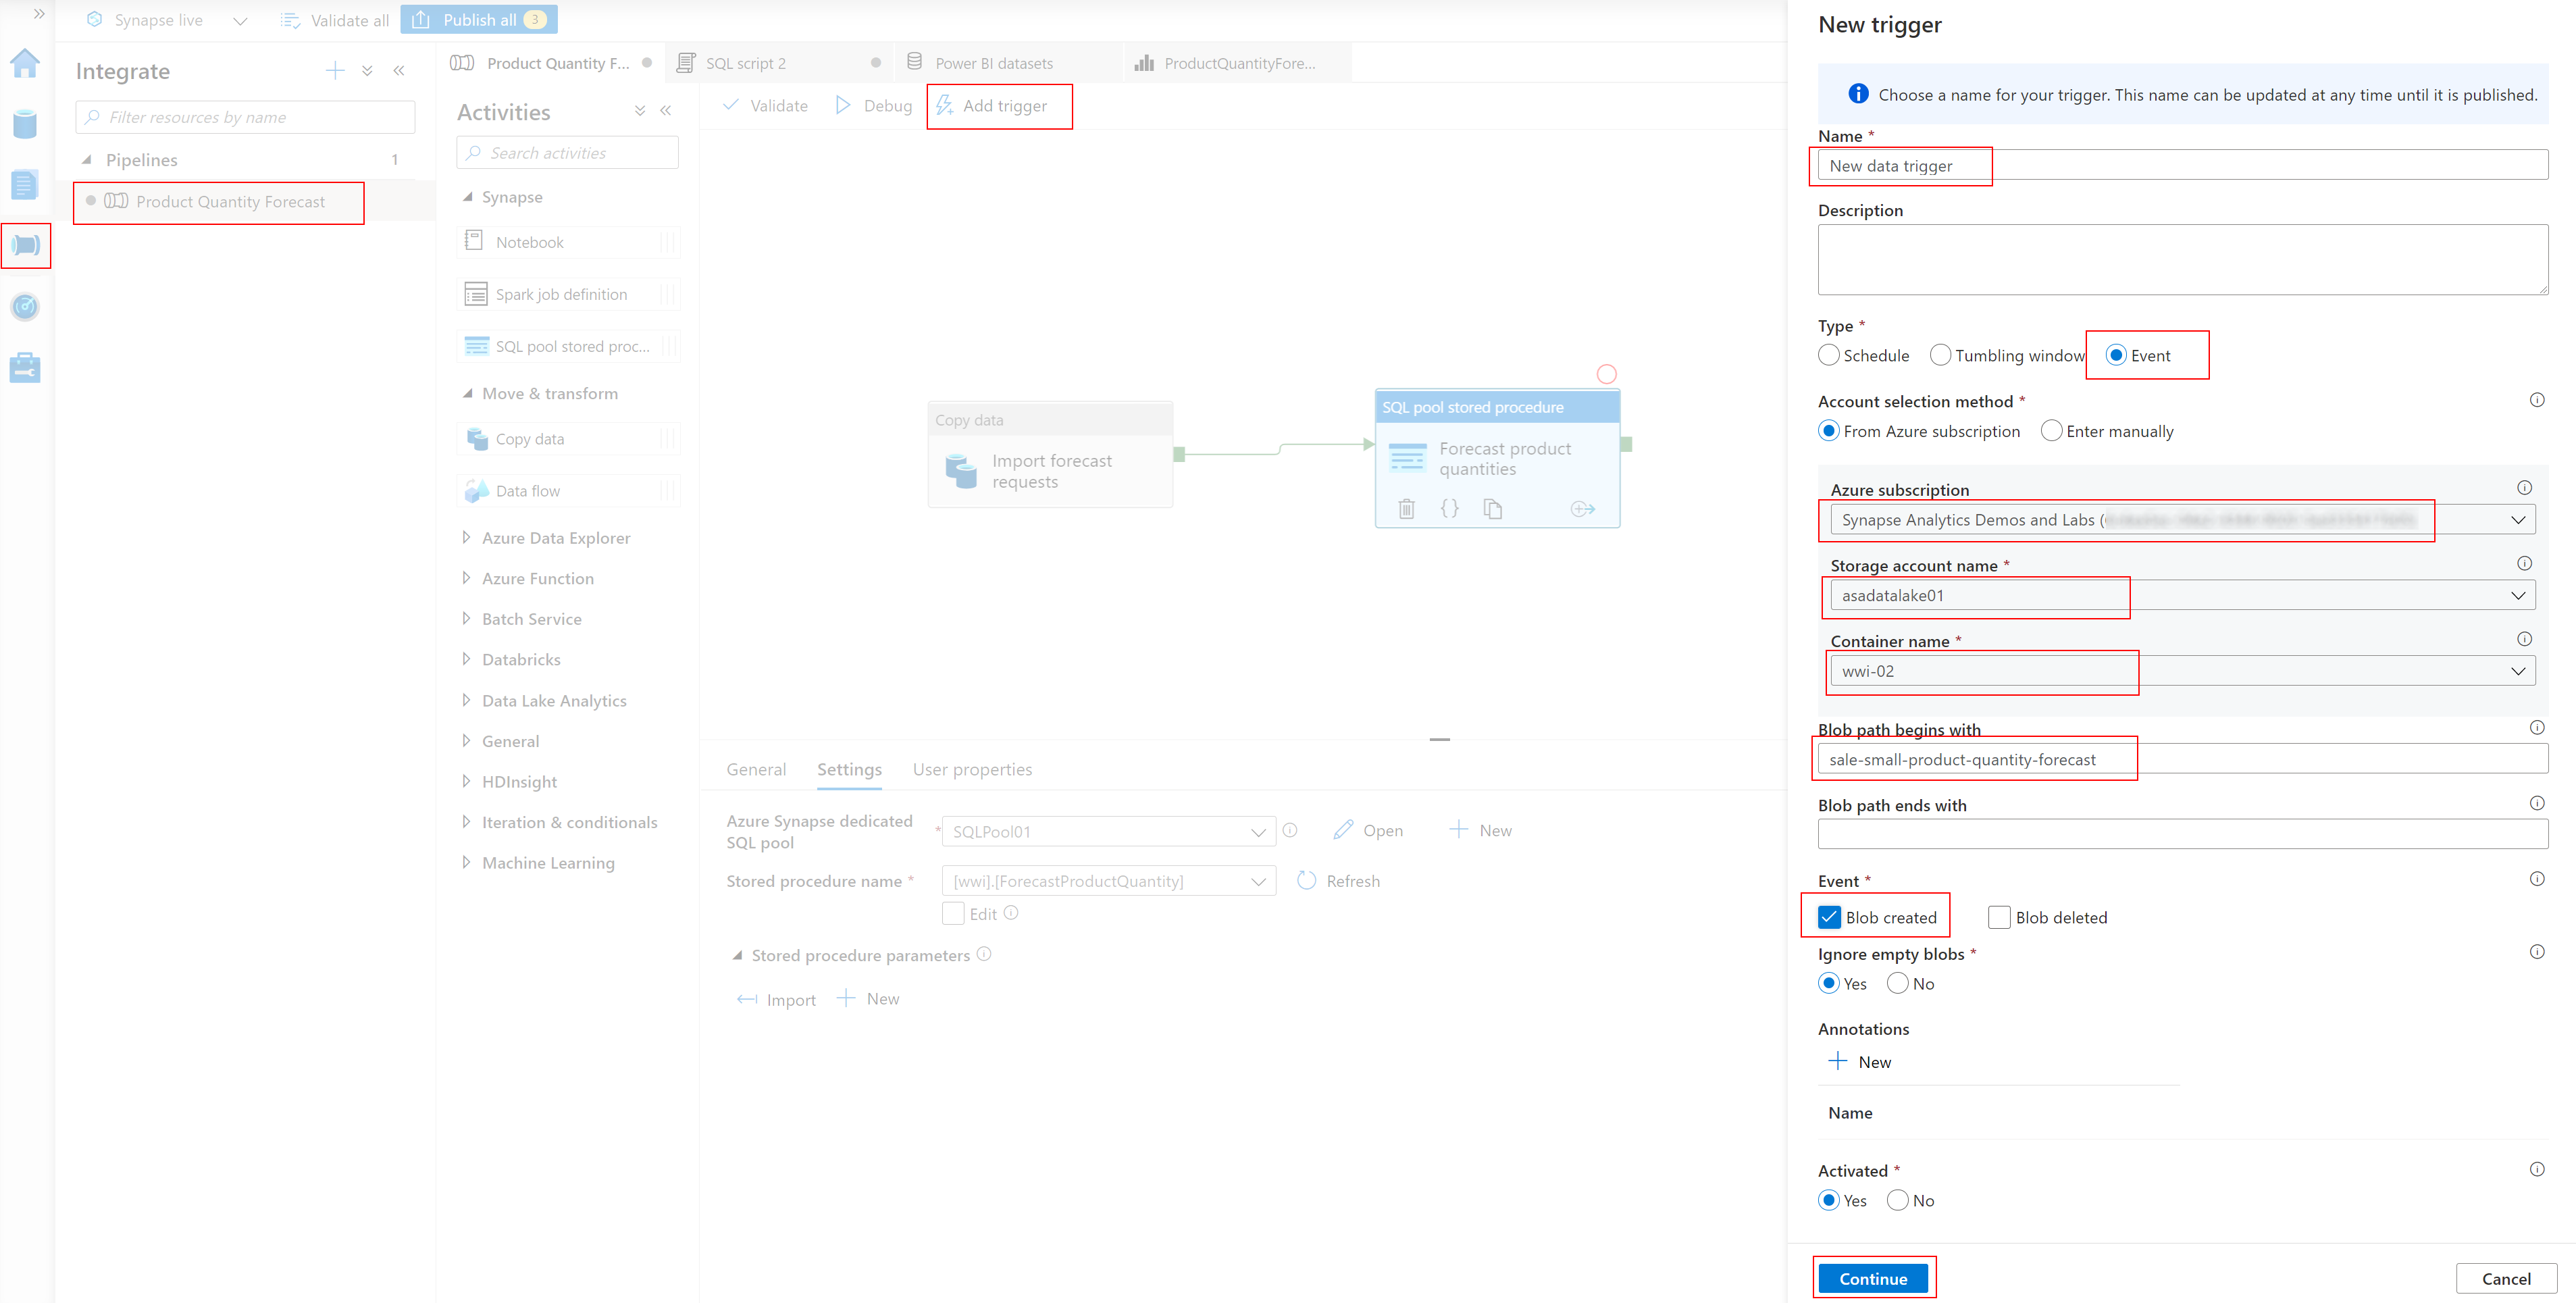 Synapse live
Validate all
Publish all 3
Integrate
Filter resources by name
Pipelines 1
Product Quantity Forecast
Product Quantity F...
SQL script 2
Power BI datasets
ProductQuantityFore...
Activities
Search activities
Synapse
Notebook
Spark job definition
SQL pool stored proc...
Move & transform
Copy data
Data flow
Azure Data Explorer
Azure Function
Batch Service
Databricks
Data Lake Analytics
General
HDInsight
Iteration & conditionals
Machine Learning
Validate
Debug
Add trigger
Copy data
Import forecast
requests
SQL pool stored procedure
Forecast product
quantities
General
Settings
User properties
Azure Synapse dedicated
SQL pool
*
SQLPool01
Open
New
Stored procedure name *
[wwi].[ForecastProductQuantity]
Refresh
Edit
Stored procedure parameters
Import
New
New trigger
Choose a name for your trigger. This name can be updated at any time until it is published.
Name *
New data trigger
Description
Type *
Schedule
Tumbling window
Event
Account selection method *
From Azure subscription
Enter manually
Azure subscription
Synapse Analytics Demos and Labs (
Storage account name *
asadatalake01
Container name *
wwi-02
Blob path begins with
sale-small-product-quantity-forecast
Blob path ends with
Event *
Blob created
Blob deleted
Ignore empty blobs *
Yes
No
Annotations
New
Name
Activated *
Yes
No
Continue
Cancel